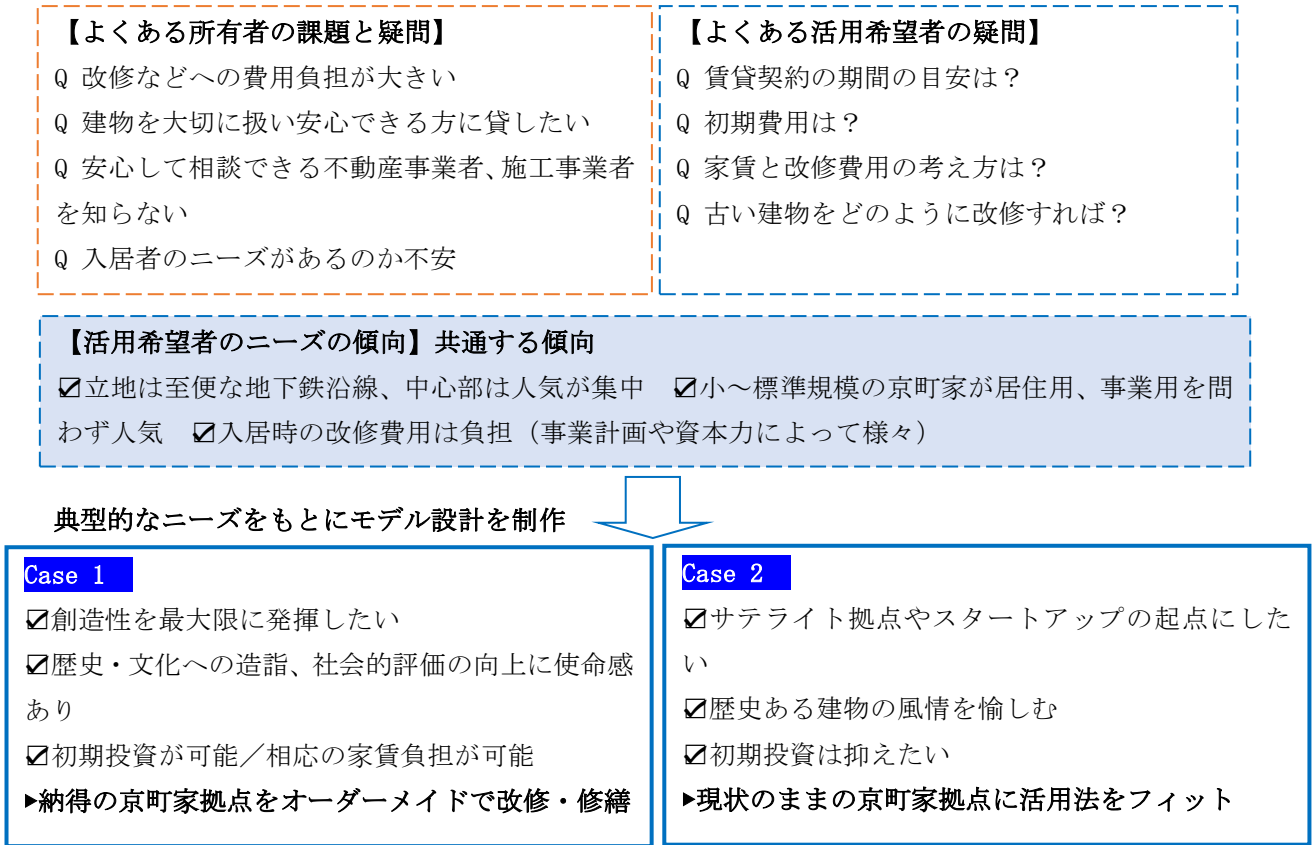 【よくある所有者の課題と疑問】
Q 改修などへの費用負担が大きい
Q 建物を大切に扱い安心できる方に貸したい
Q 安心して相談できる不動産事業者、施工事業者
を知らない
Q 入居者のニーズがあるのか不安
【よくある活用希望者の疑問】
Q 賃貸契約の期間の目安は？
Q 初期費用は？
Q 家賃と改修費用の考え方は？
Q 古い建物をどのように改修すれば？
【活用希望者のニーズの傾向】共通する傾向
☑立地は至便な地下鉄沿線、中心部は人気が集中　☑小～標準規模の京町家が居住用、事業用を問
わず人気　☑入居時の改修費用は負担（事業計画や資本力によって様々）
典型的なニーズをもとにモデル設計を制作
Case 1
☑創造性を最大限に発揮したい
☑歴史・文化への造詣、社会的評価の向上に使命感
あり
☑初期投資が可能／相応の家賃負担が可能
▶納得の京町家拠点をオーダーメイドで改修・修繕
Case 2
☑サテライト拠点やスタートアップの起点にした
い
☑歴史ある建物の風情を愉しむ
☑初期投資は抑えたい
▶現状のままの京町家拠点に活用法をフィット